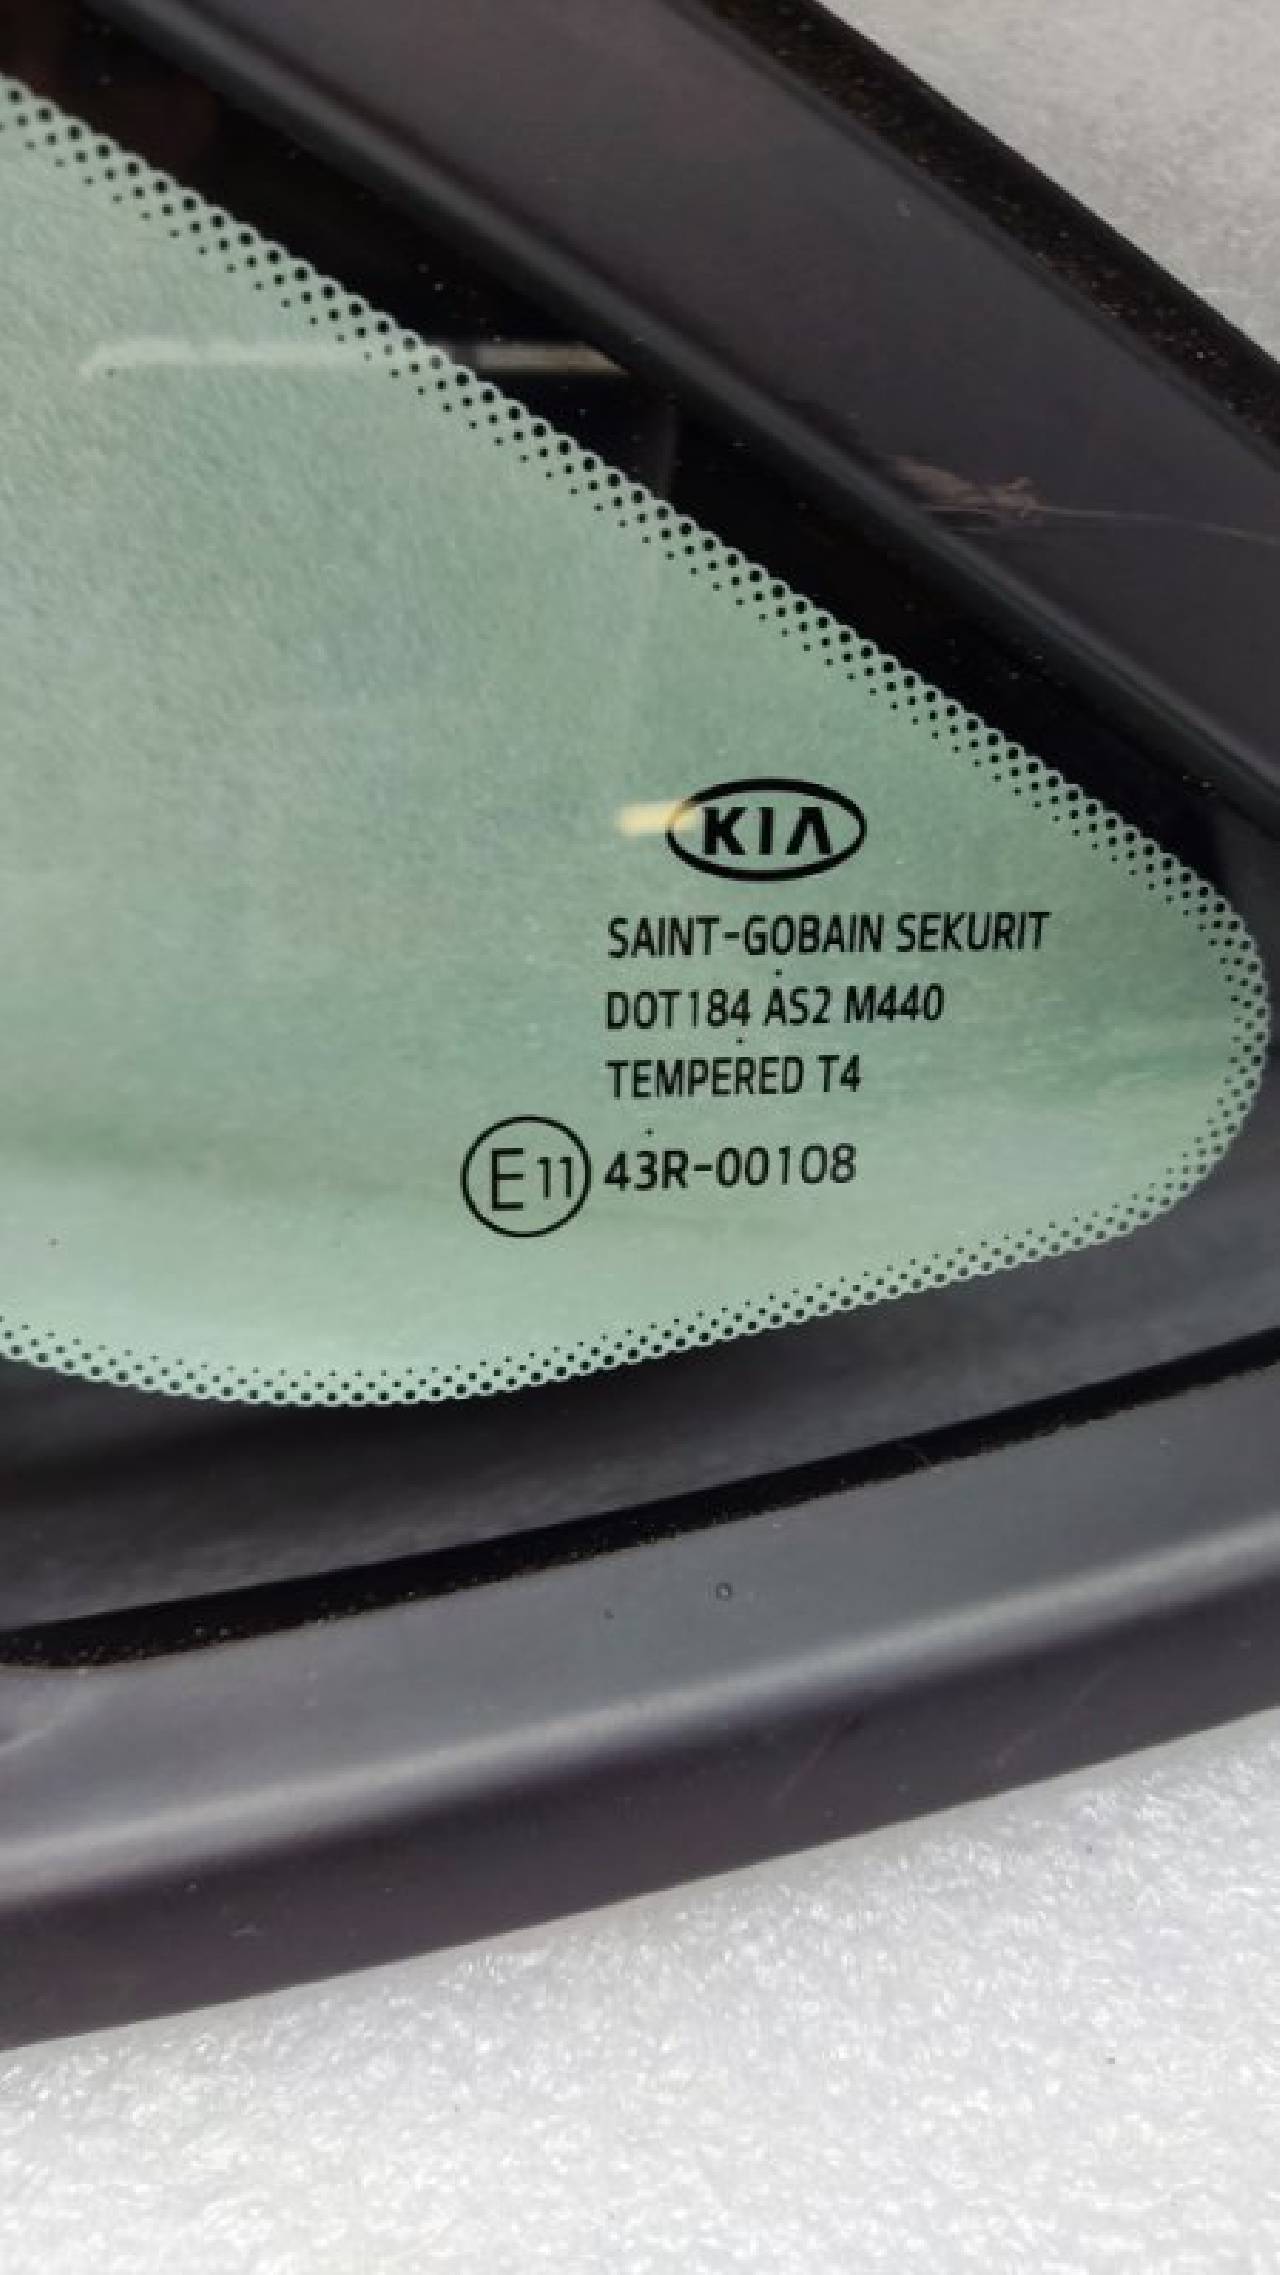 KIA
SAINT-GOBAIN SEKURIT
DOT184 AS2 M440
TEMPERED T4
E11 43R-00108